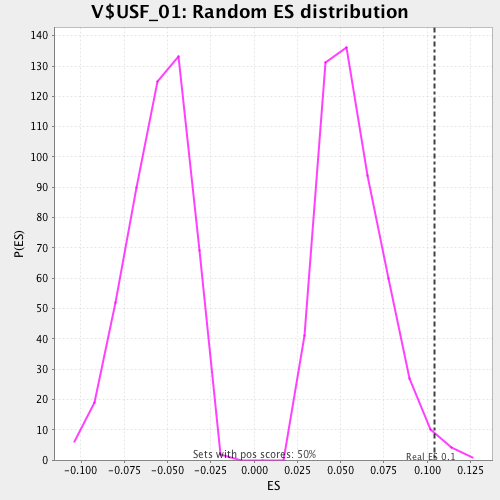 V$USF_01: Random ES distribution
P(ES)
140
130
120
110
100
90
80
70
60
50
40
30
20
10
0
Sets with pos scores: 50%
Real ES 0.1
-0.100 -0.075 -0.050 -0.025 0.000 0.025 0.050 0.075 0.100 0.125
ES